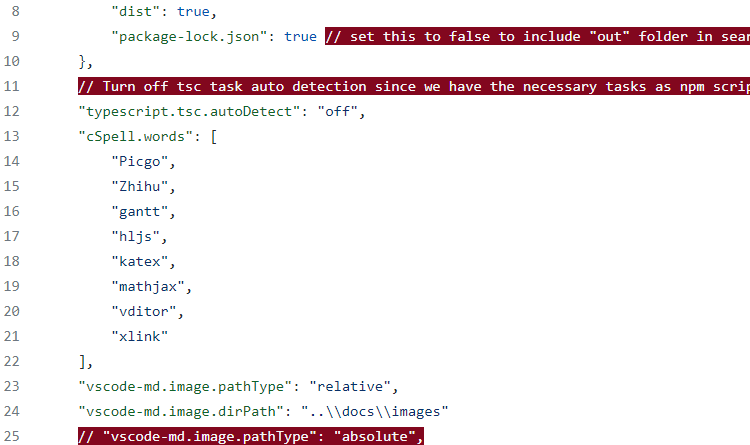 8 "dist": true,
9 "package-lock.json": true // set this to false to include "out" folder in
10 },
11 // Turn off tsc task auto detection since we have the necessary tasks as npm
12 "typescript.tsc.autoDetect": "off",
13 "cSpell.words": [
14 "Picgo",
15 "Zhihu",
16 "gantt",
17 "hljs",
18 "katex",
19 "mathjax",
20 "vditor",
21 "xlink"
22 ],
23 "vscode-md.image.pathType": "relative",
24 "vscode-md.image.dirPath": "..\\docs\\images"
25 // "vscode-md.image.pathType": "absolute",